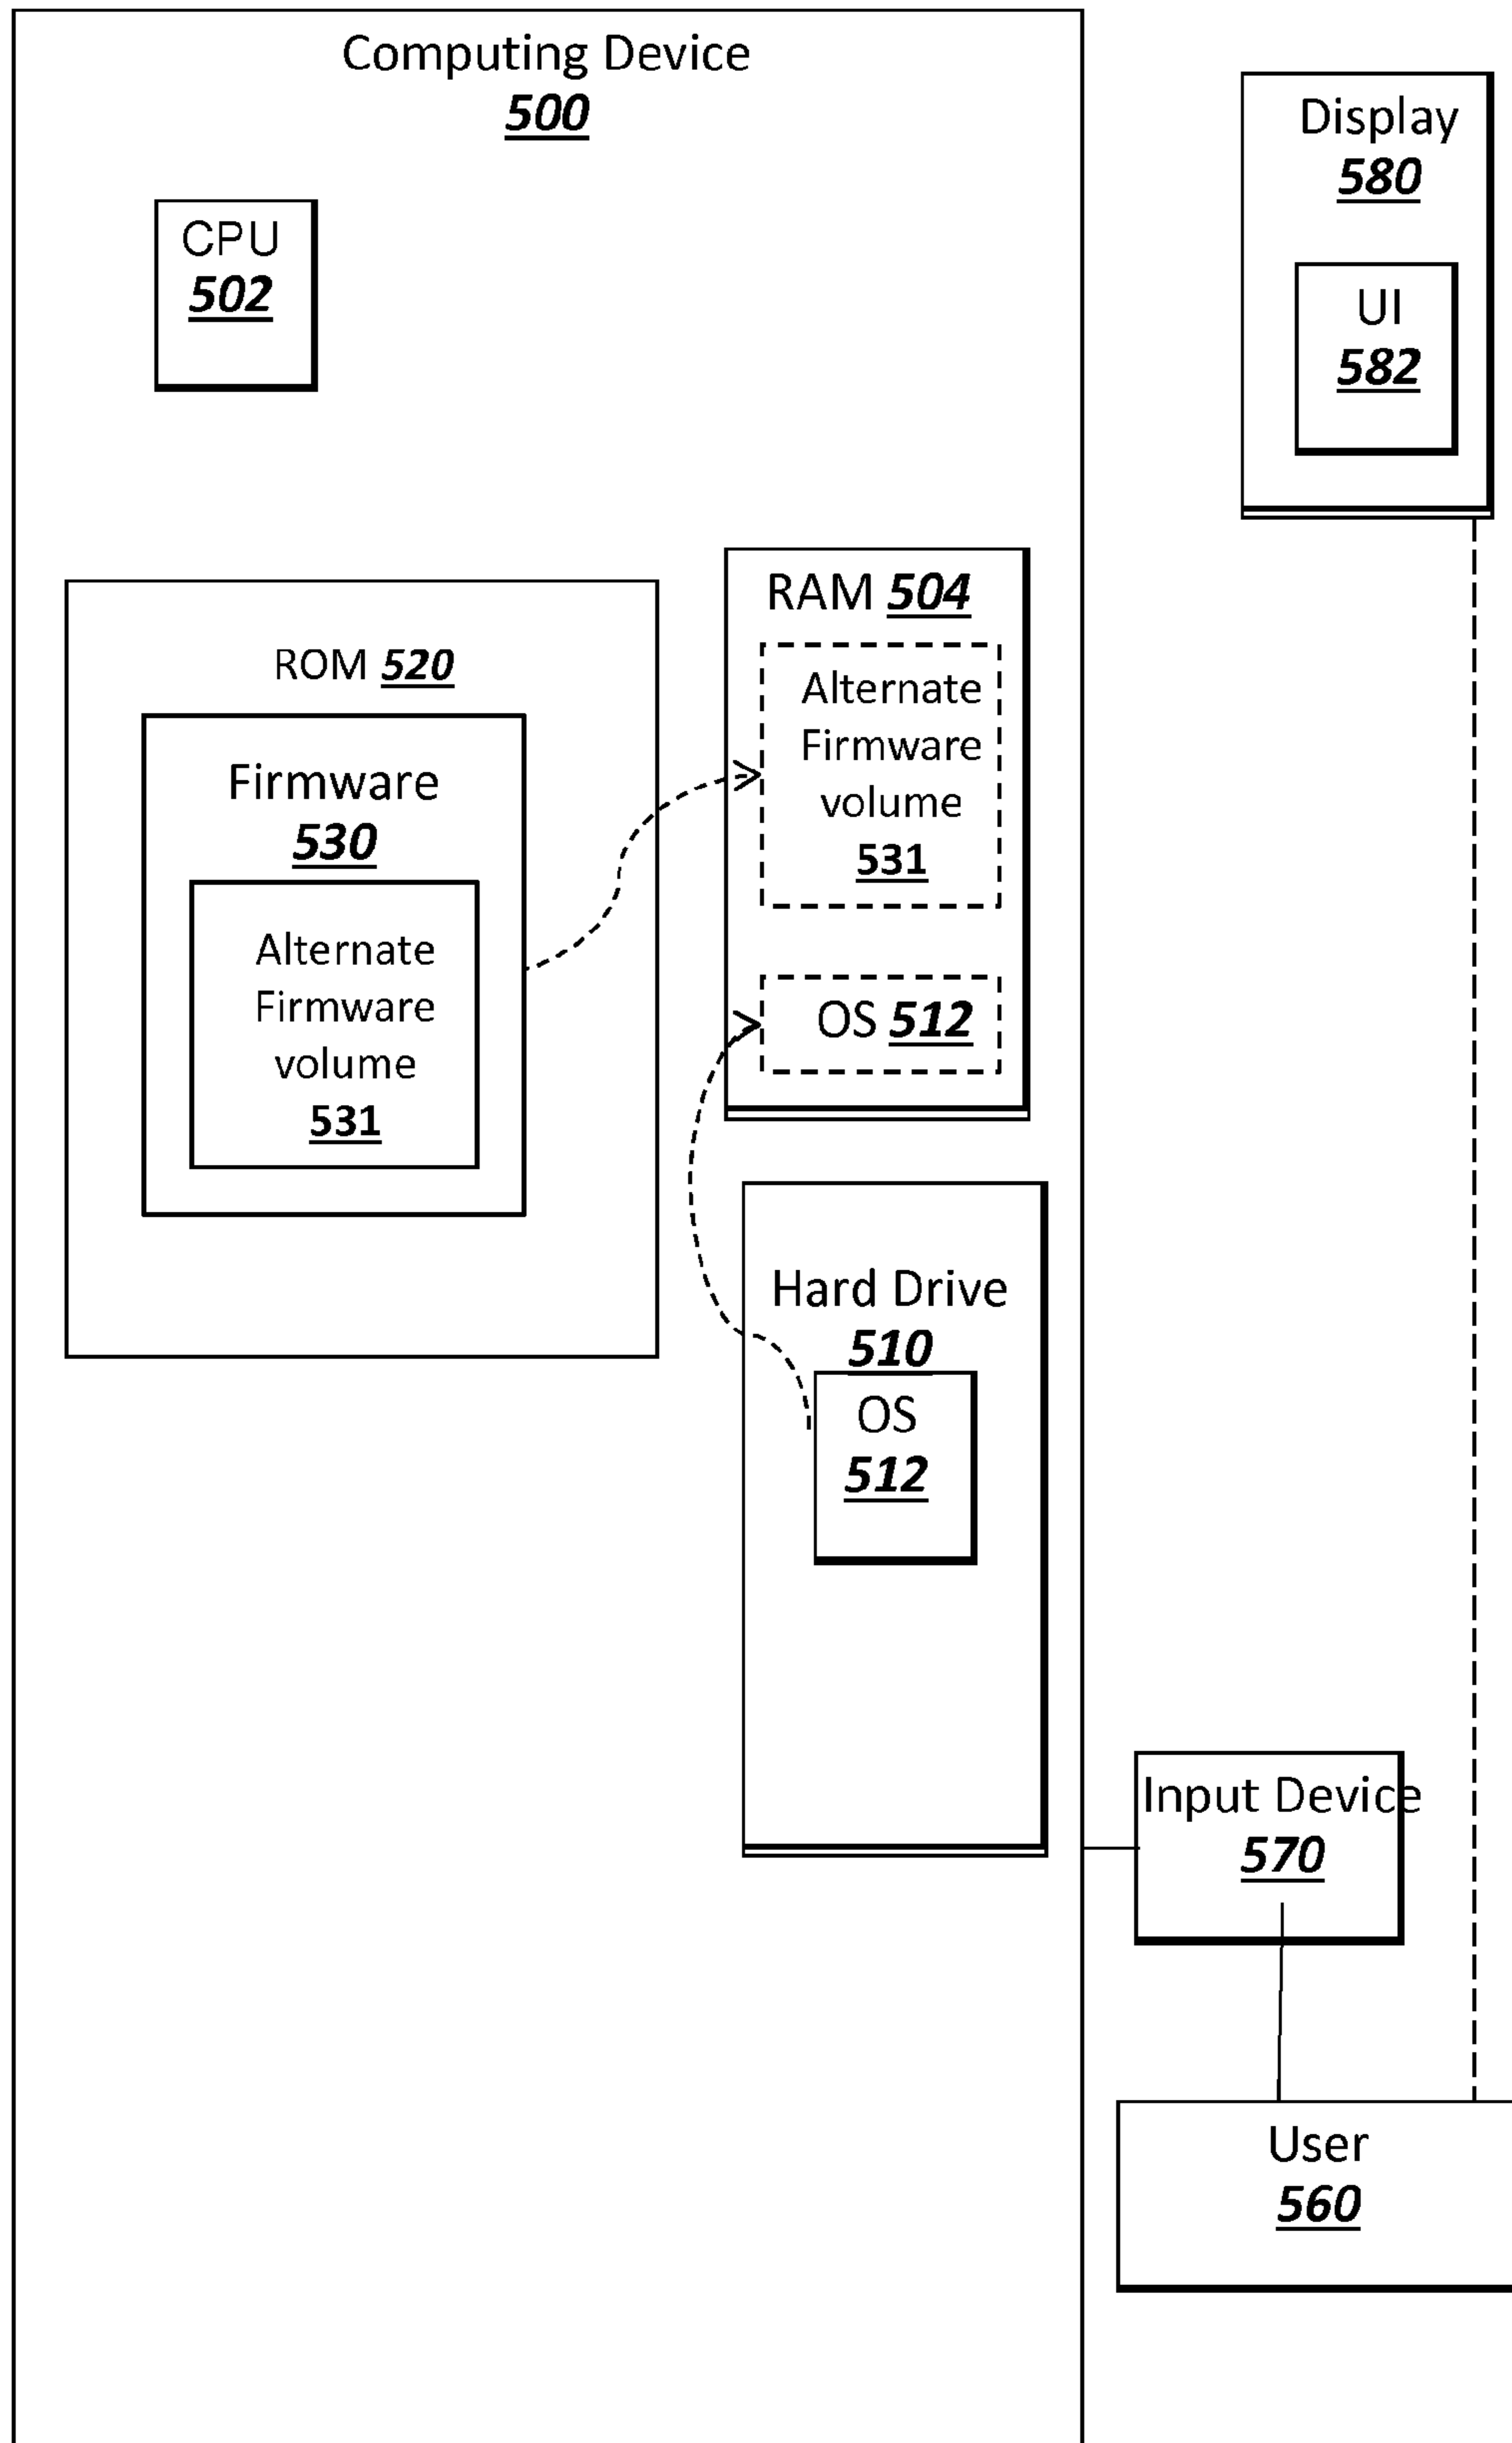 Computing Device
500
CPU
502
Display
580
UI
582
ROM 520
Firmware
530
Alternate
Firmware
volume
531
RAM 504
Alternate
Firmware
volume
531
OS 512
Hard Drive
510
OS
512
Input Device
570
User
560